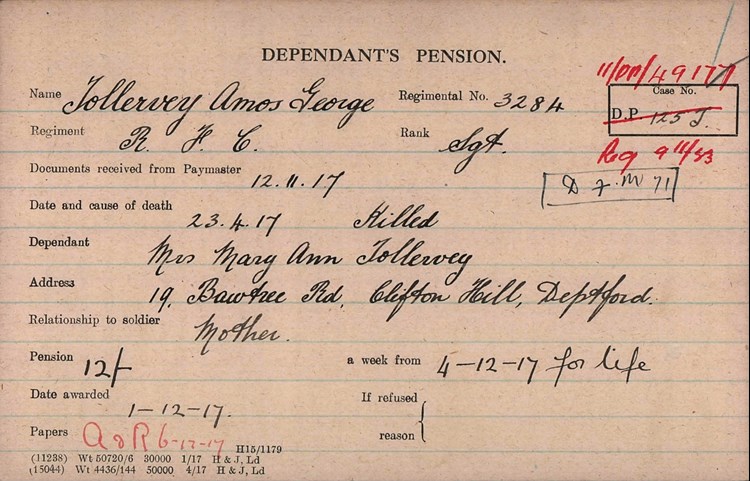 DEPENDANT'S PENSION.
11/DM/49177
Name Tollervey Amos George Regimental No. 3284
Case No.
D.P. 125 T.
Regiment R. F. C. Rank Sgt.
Reg 9/11/33
Documents received from Paymaster 12.11.17
D.F.M 71
Date and cause of death 23.4.17 Killed
Dependant Mrs Mary Ann Tollervey
Address 19, Bawtree Rd, Clifton Hill, Deptford.
Relationship to soldier Mother.
Pension 12/- a week from 4-12-17 for life
Date awarded 1-12-17. If refused
reason
Papers A & R 6-12-17 H15/1179
(11238) Wt 50720/6 30000 1/17 H & J, Ld
(15044) Wt 4436/144 50000 4/17 H & J, Ld